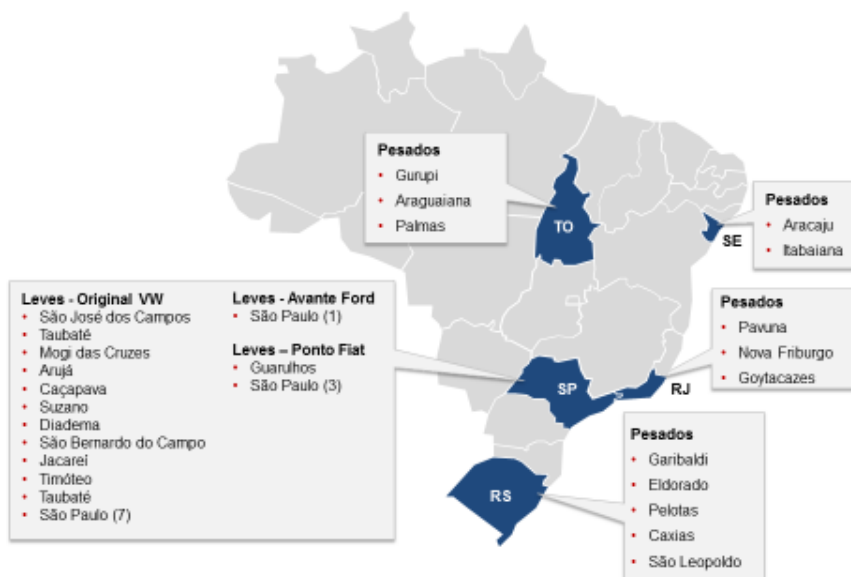 Pesados
Gurupi
Araguaiana
Palmas
TO
Pesados
Aracaju
Itabaiana
SE
Leves - Original VW
São José dos Campos
Taubaté
Mogi das Cruzes
Arujá
Caçapava
Suzano
Diadema
São Bernardo do Campo
Jacareí
Timóteo
Taubaté
São Paulo (7)
Leves - Avante Ford
São Paulo (1)
Leves – Ponto Fiat
Guarulhos
São Paulo (3)
SP
Pesados
Pavuna
Nova Friburgo
Goytacazes
RJ
Pesados
Garibaldi
Eldorado
Pelotas
Caxias
São Leopoldo
RS